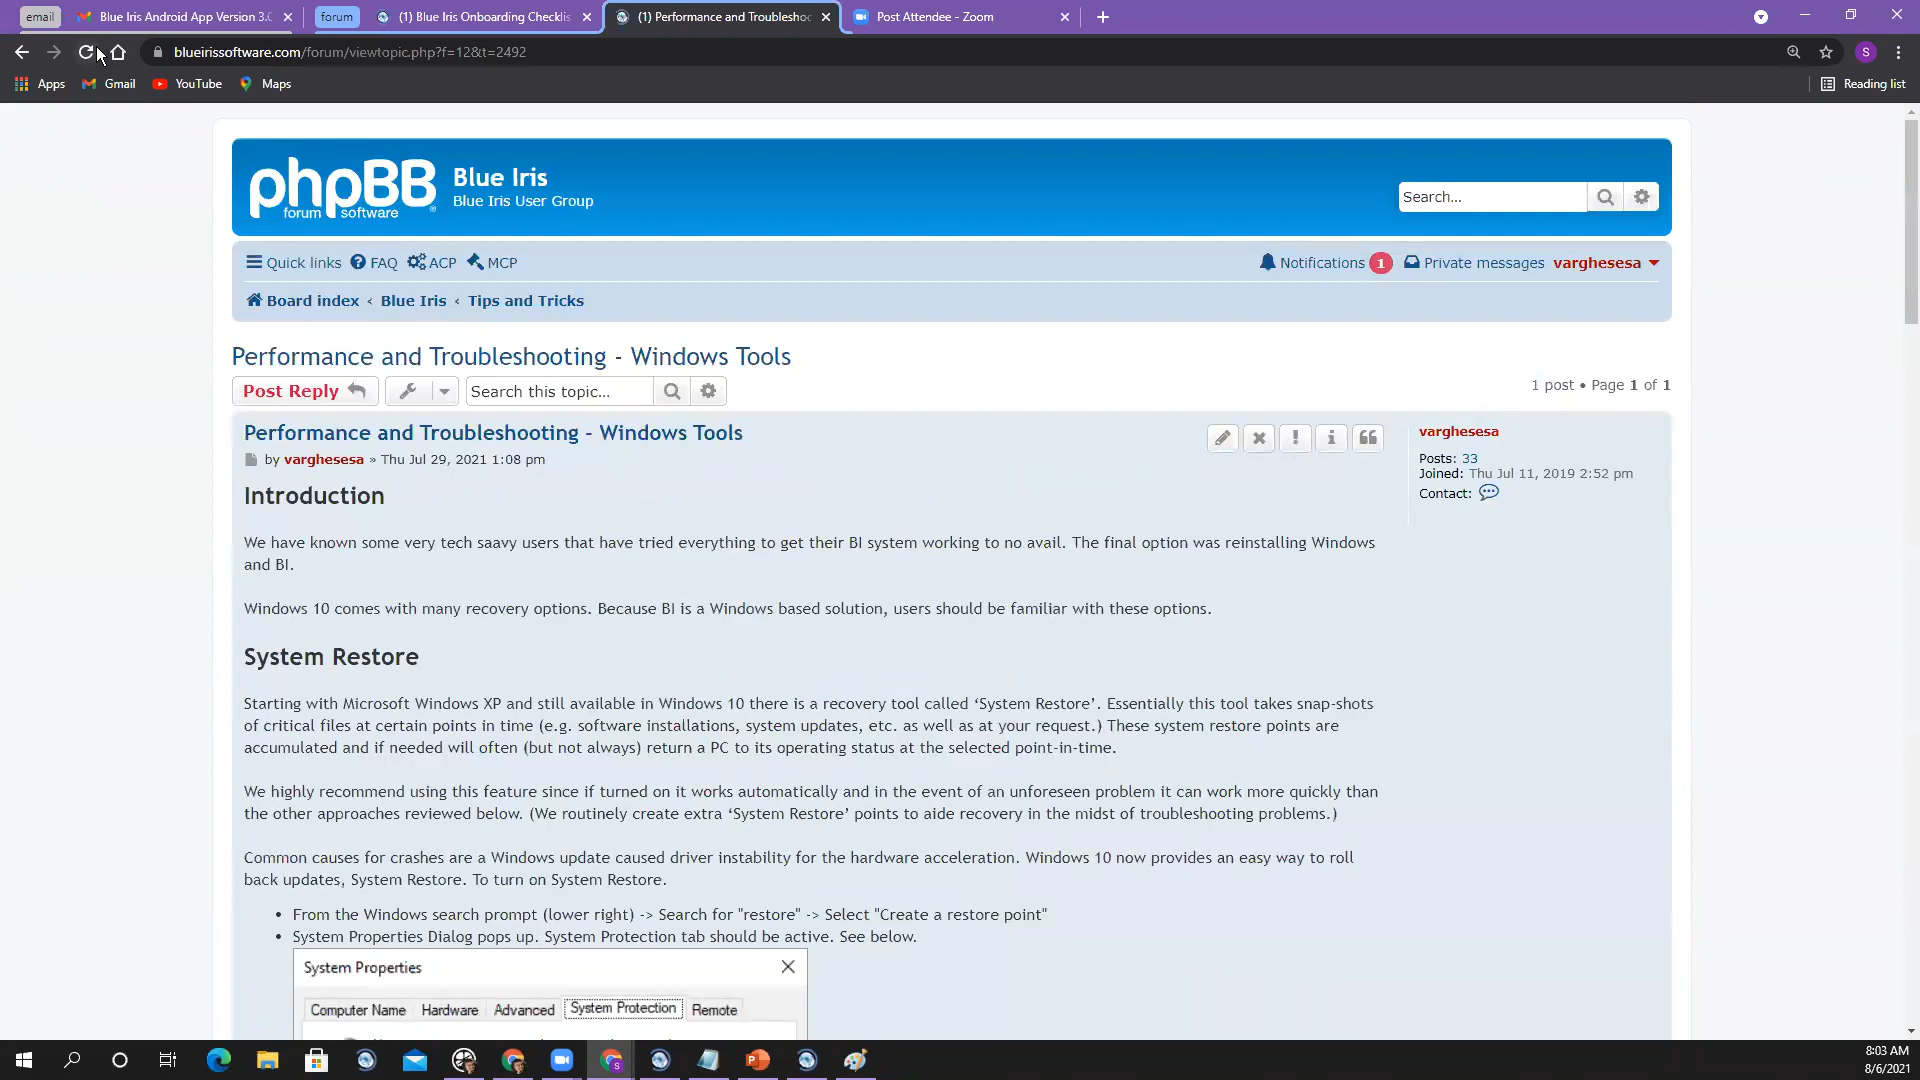 email
Blue Iris Android App Version 3.0
forum
(1) Blue Iris Onboarding Checklis
(1) Performance and Troubleshoo
Post Attendee - Zoom
blueirissoftware.com/forum/viewtopic.php?f=12&t=2492
S
Apps
Gmail
YouTube
Maps
Reading list
phpBB
forum software
Blue Iris
Blue Iris User Group
Search...
Quick links
FAQ
ACP
MCP
Notifications 1
Private messages
varghesesa
Board index ‹ Blue Iris ‹ Tips and Tricks
Performance and Troubleshooting - Windows Tools
Post Reply
Search this topic...
1 post • Page 1 of 1
Performance and Troubleshooting - Windows Tools
by varghesesa » Thu Jul 29, 2021 1:08 pm
varghesesa
Posts: 33
Joined: Thu Jul 11, 2019 2:52 pm
Contact:
Introduction
We have known some very tech saavy users that have tried everything to get their BI system working to no avail. The final option was reinstalling Windows
and BI.
Windows 10 comes with many recovery options. Because BI is a Windows based solution, users should be familiar with these options.
System Restore
Starting with Microsoft Windows XP and still available in Windows 10 there is a recovery tool called ‘System Restore’. Essentially this tool takes snap-shots
of critical files at certain points in time (e.g. software installations, system updates, etc. as well as at your request.) These system restore points are
accumulated and if needed will often (but not always) return a PC to its operating status at the selected point-in-time.
We highly recommend using this feature since if turned on it works automatically and in the event of an unforeseen problem it can work more quickly than
the other approaches reviewed below. (We routinely create extra ‘System Restore’ points to aide recovery in the midst of troubleshooting problems.)
Common causes for crashes are a Windows update caused driver instability for the hardware acceleration. Windows 10 now provides an easy way to roll
back updates, System Restore. To turn on System Restore.
• From the Windows search prompt (lower right) -> Search for "restore" -> Select "Create a restore point"
• System Properties Dialog pops up. System Protection tab should be active. See below.
System Properties
Computer Name
Hardware
Advanced
System Protection
Remote
8:03 AM
8/6/2021